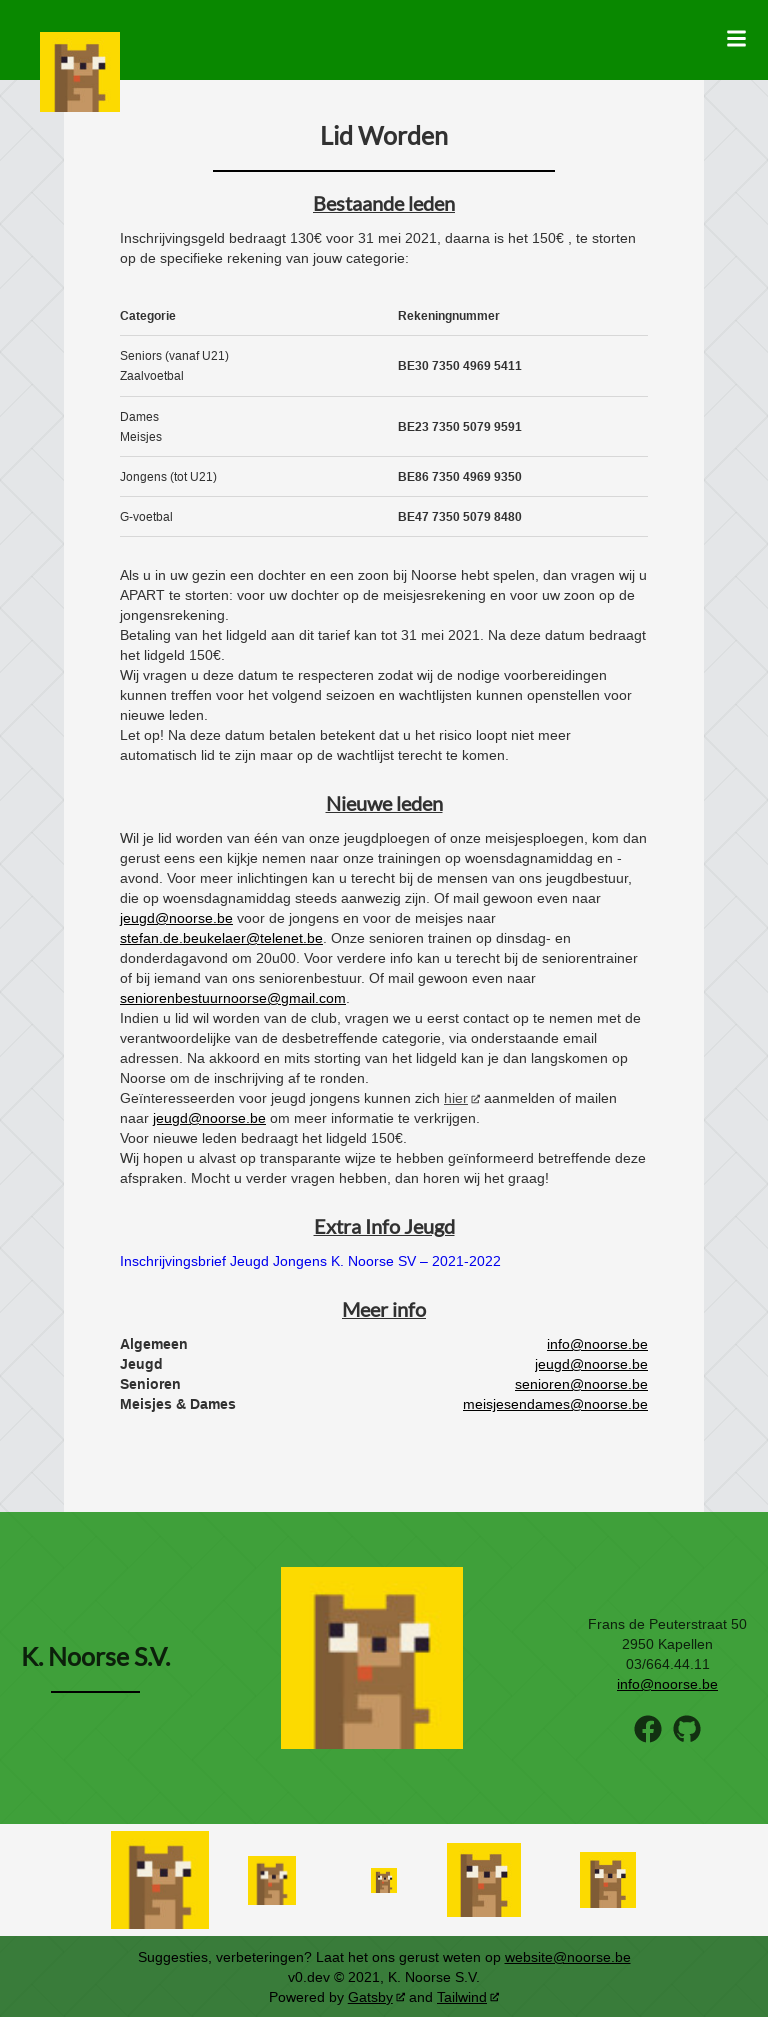 Lid Worden
Bestaande leden
Inschrijvingsgeld bedraagt 130€ voor 31 mei 2021, daarna is het 150€ , te storten
op de specifieke rekening van jouw categorie:
Categorie Rekeningnummer
Seniors (vanaf U21)
Zaalvoetbal
BE30 7350 4969 5411
Dames
Meisjes
BE23 7350 5079 9591
Jongens (tot U21) BE86 7350 4969 9350
G-voetbal BE47 7350 5079 8480
Als u in uw gezin een dochter en een zoon bij Noorse hebt spelen, dan vragen wij u
APART te storten: voor uw dochter op de meisjesrekening en voor uw zoon op de
jongensrekening.
Betaling van het lidgeld aan dit tarief kan tot 31 mei 2021. Na deze datum bedraagt
het lidgeld 150€.
Wij vragen u deze datum te respecteren zodat wij de nodige voorbereidingen
kunnen treffen voor het volgend seizoen en wachtlijsten kunnen openstellen voor
nieuwe leden.
Let op! Na deze datum betalen betekent dat u het risico loopt niet meer
automatisch lid te zijn maar op de wachtlijst terecht te komen.
Nieuwe leden
Wil je lid worden van één van onze jeugdploegen of onze meisjesploegen, kom dan
gerust eens een kijkje nemen naar onze trainingen op woensdagnamiddag en -
avond. Voor meer inlichtingen kan u terecht bij de mensen van ons jeugdbestuur,
die op woensdagnamiddag steeds aanwezig zijn. Of mail gewoon even naar
jeugd@noorse.be voor de jongens en voor de meisjes naar
stefan.de.beukelaer@telenet.be. Onze senioren trainen op dinsdag- en
donderdagavond om 20u00. Voor verdere info kan u terecht bij de seniorentrainer
of bij iemand van ons seniorenbestuur. Of mail gewoon even naar
seniorenbestuurnoorse@gmail.com.
Indien u lid wil worden van de club, vragen we u eerst contact op te nemen met de
verantwoordelijke van de desbetreffende categorie, via onderstaande email
adressen. Na akkoord en mits storting van het lidgeld kan je dan langskomen op
Noorse om de inschrijving af te ronden.
Geïnteresseerden voor jeugd jongens kunnen zich hier aanmelden of mailen
naar jeugd@noorse.be om meer informatie te verkrijgen.
Voor nieuwe leden bedraagt het lidgeld 150€.
Wij hopen u alvast op transparante wijze te hebben geïnformeerd betreffende deze
afspraken. Mocht u verder vragen hebben, dan horen wij het graag!
Extra Info Jeugd
Inschrijvingsbrief Jeugd Jongens K. Noorse SV – 2021-2022
Meer info
Algemeen info@noorse.be
Jeugd jeugd@noorse.be
Senioren senioren@noorse.be
Meisjes & Dames meisjesendames@noorse.be
K. Noorse S.V.
Frans de Peuterstraat 50
2950 Kapellen
03/664.44.11
info@noorse.be
Suggesties, verbeteringen? Laat het ons gerust weten op website@noorse.be
v0.dev © 2021, K. Noorse S.V.
Powered by Gatsby and Tailwind